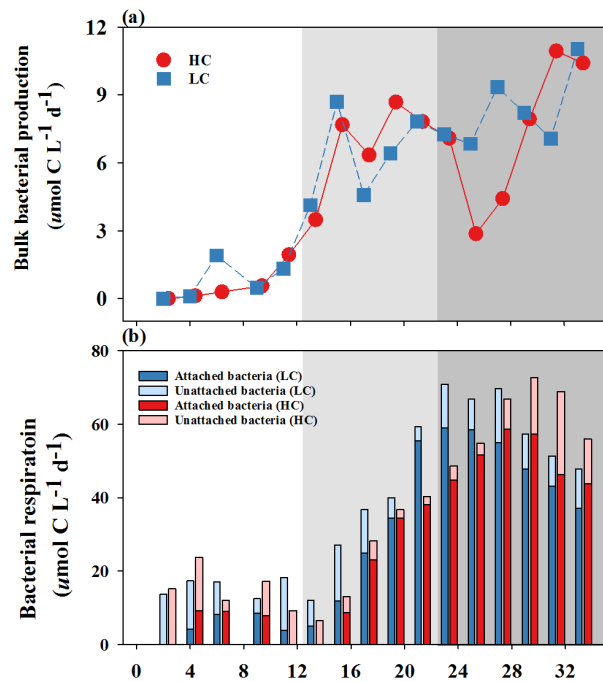 (a)
12
9
6
3
0
HC
LC
Bulk bacterial production
(umol C L-1 d-1)
(b)
80
60
40
20
0
Attached bacteria (LC)
Unattached bacteria (LC)
Attached bacteria (HC)
Unattached bacteria (HC)
Bacterial respiratoin
(umol C L-1 d-1)
0 4 8 12 16 20 24 28 32